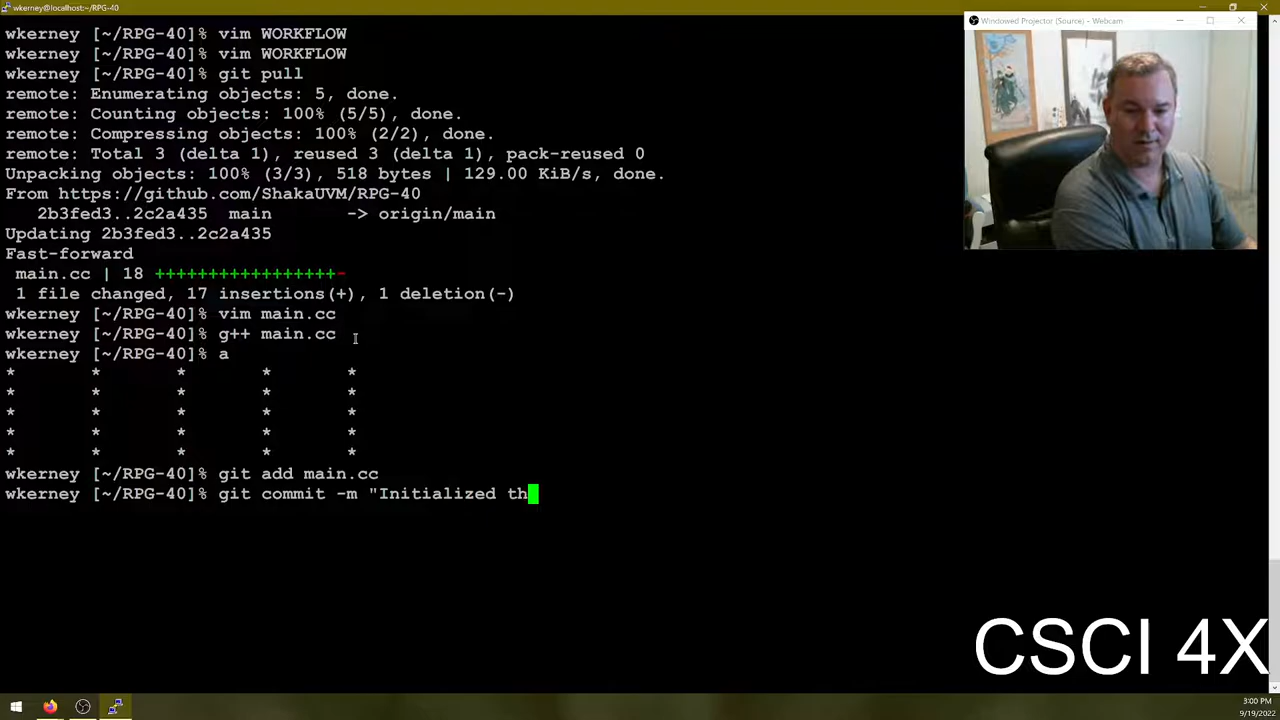 wkerney@localhost:~/RPG-40
Windowed Projector (Source) - Webcam
wkerney [~/RPG-40]% vim WORKFLOW
wkerney [~/RPG-40]% vim WORKFLOW
wkerney [~/RPG-40]% git pull
remote: Enumerating objects: 5, done.
remote: Counting objects: 100% (5/5), done.
remote: Compressing objects: 100% (2/2), done.
remote: Total 3 (delta 1), reused 3 (delta 1), pack-reused 0
Unpacking objects: 100% (3/3), 518 bytes | 129.00 KiB/s, done.
From https://github.com/ShakaUVM/RPG-40
   2b3fed3..2c2a435  main       -> origin/main
Updating 2b3fed3..2c2a435
Fast-forward
 main.cc | 18 +++++++++++++++++-
 1 file changed, 17 insertions(+), 1 deletion(-)
wkerney [~/RPG-40]% vim main.cc
wkerney [~/RPG-40]% g++ main.cc
wkerney [~/RPG-40]% a
*       *       *       *       *
*       *       *       *       *
*       *       *       *       *
*       *       *       *       *
*       *       *       *       *
wkerney [~/RPG-40]% git add main.cc
wkerney [~/RPG-40]% git commit -m "Initialized th
CSCI 4X
3:00 PM
9/19/2022